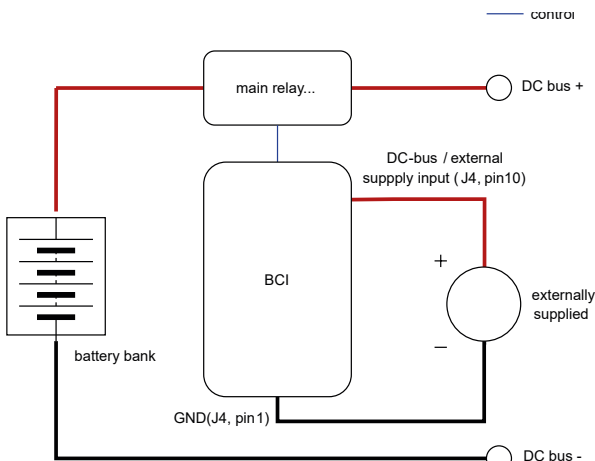 control
main relay...
DC bus +
DC-bus / external
suppply input (J4, pin10)
+
BCI
externally
supplied
−
battery bank
GND(J4, pin1)
DC bus -